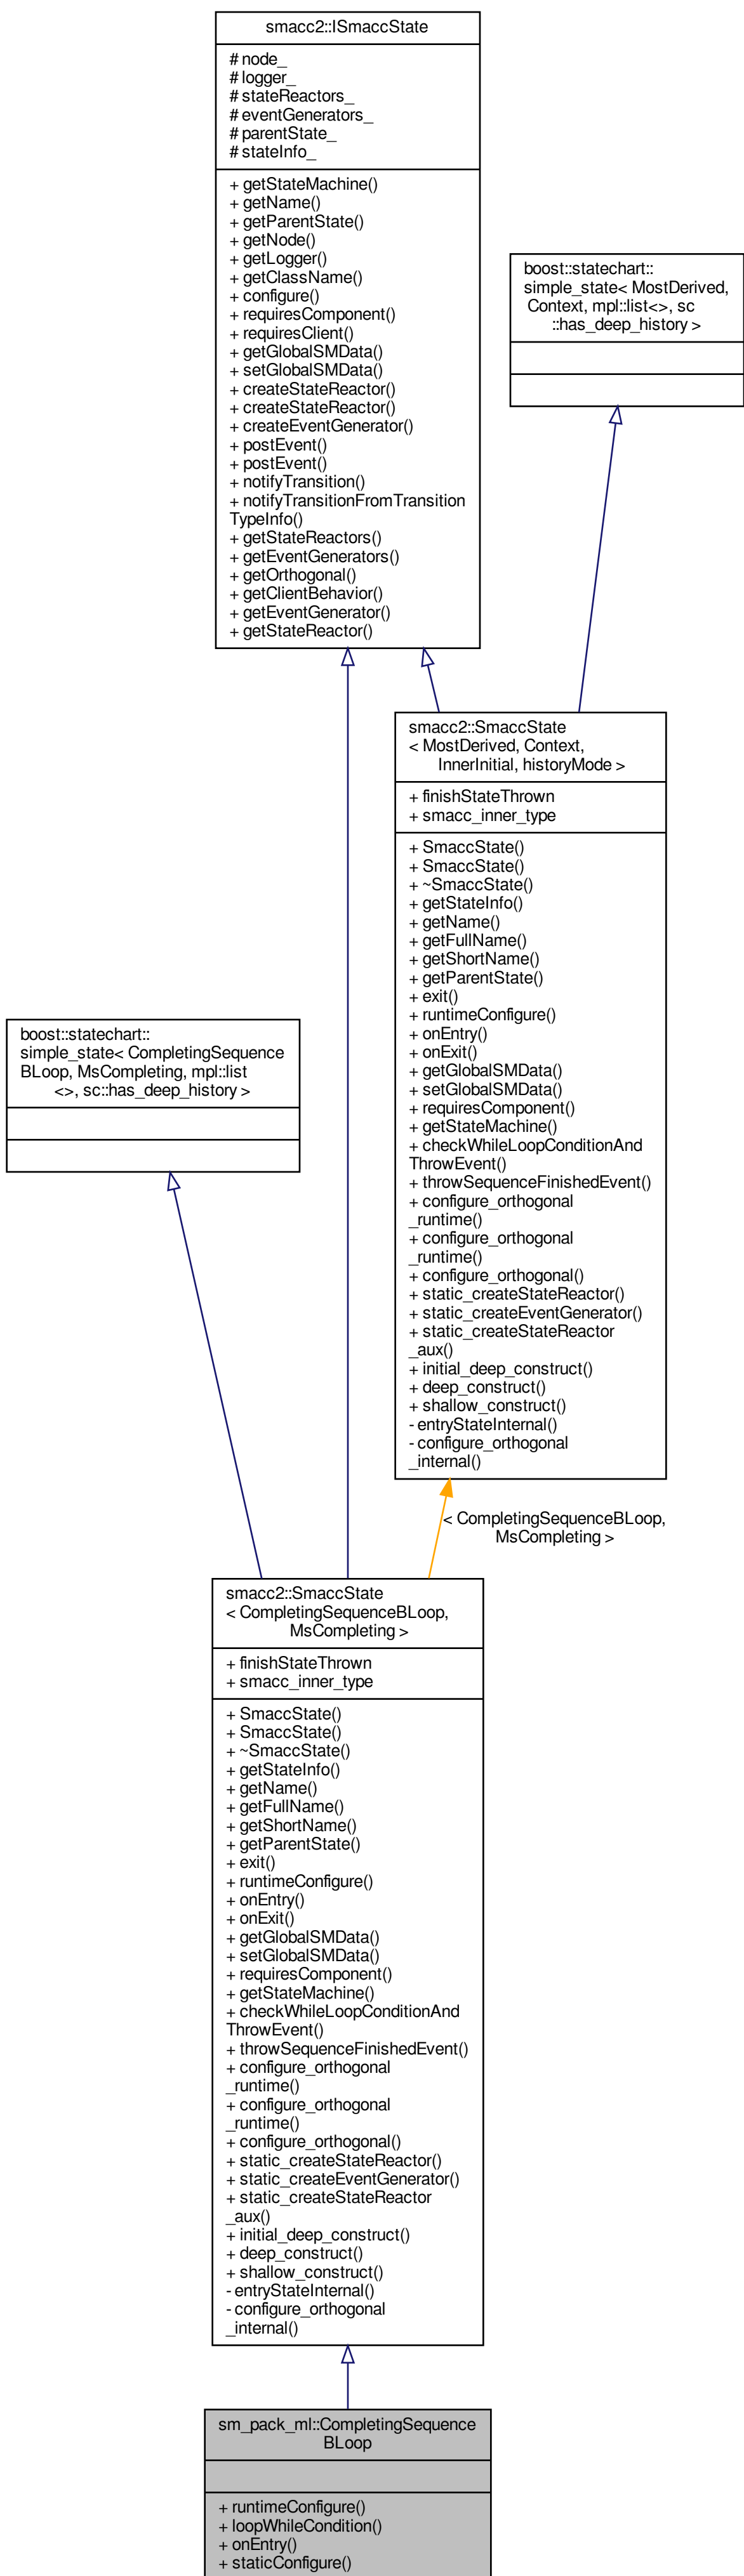 smacc2::ISmaccState
# node_
# logger_
# stateReactors_
# eventGenerators_
# parentState_
# stateInfo_
+ getStateMachine()
+ getName()
+ getParentState()
+ getNode()
+ getLogger()
+ getClassName()
+ configure()
+ requiresComponent()
+ requiresClient()
+ getGlobalSMData()
+ setGlobalSMData()
+ createStateReactor()
+ createStateReactor()
+ createEventGenerator()
+ postEvent()
+ postEvent()
+ notifyTransition()
+ notifyTransitionFromTransition
TypeInfo()
+ getStateReactors()
+ getEventGenerators()
+ getOrthogonal()
+ getClientBehavior()
+ getEventGenerator()
+ getStateReactor()
boost::statechart::
simple_state< MostDerived,
Context, mpl::list<>, sc
::has_deep_history >
smacc2::SmaccState
< MostDerived, Context,
InnerInitial, historyMode >
+ finishStateThrown
+ smacc_inner_type
+ SmaccState()
+ SmaccState()
+ ~SmaccState()
+ getStateInfo()
+ getName()
+ getFullName()
+ getShortName()
+ getParentState()
+ exit()
+ runtimeConfigure()
+ onEntry()
+ onExit()
+ getGlobalSMData()
+ setGlobalSMData()
+ requiresComponent()
+ getStateMachine()
+ checkWhileLoopConditionAnd
ThrowEvent()
+ throwSequenceFinishedEvent()
+ configure_orthogonal
_runtime()
+ configure_orthogonal
_runtime()
+ configure_orthogonal()
+ static_createStateReactor()
+ static_createEventGenerator()
+ static_createStateReactor
_aux()
+ initial_deep_construct()
+ deep_construct()
+ shallow_construct()
- entryStateInternal()
- configure_orthogonal
_internal()
boost::statechart::
simple_state< CompletingSequence
BLoop, MsCompleting, mpl::list
<>, sc::has_deep_history >
< CompletingSequenceBLoop,
MsCompleting >
smacc2::SmaccState
< CompletingSequenceBLoop,
MsCompleting >
+ finishStateThrown
+ smacc_inner_type
+ SmaccState()
+ SmaccState()
+ ~SmaccState()
+ getStateInfo()
+ getName()
+ getFullName()
+ getShortName()
+ getParentState()
+ exit()
+ runtimeConfigure()
+ onEntry()
+ onExit()
+ getGlobalSMData()
+ setGlobalSMData()
+ requiresComponent()
+ getStateMachine()
+ checkWhileLoopConditionAnd
ThrowEvent()
+ throwSequenceFinishedEvent()
+ configure_orthogonal
_runtime()
+ configure_orthogonal
_runtime()
+ configure_orthogonal()
+ static_createStateReactor()
+ static_createEventGenerator()
+ static_createStateReactor
_aux()
+ initial_deep_construct()
+ deep_construct()
+ shallow_construct()
- entryStateInternal()
- configure_orthogonal
_internal()
sm_pack_ml::CompletingSequence
BLoop
+ runtimeConfigure()
+ loopWhileCondition()
+ onEntry()
+ staticConfigure()